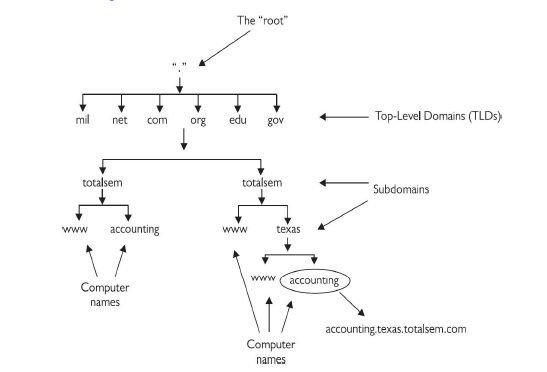 The "root"
"."
mil net com org edu gov
Top-Level Domains (TLDs)
totalsem totalsem
Subdomains
www accounting www texas
www accounting
Computer
names
accounting.texas.totalsem.com
Computer
names